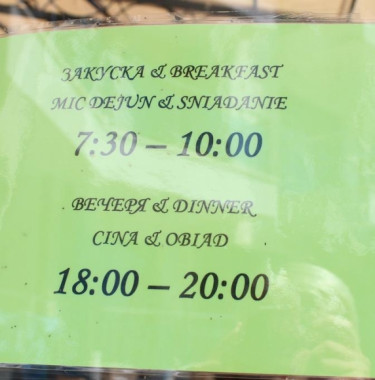 ЗАКУСКА & BREAKFAST
MIC DEJUN & SNIADANIE
7:30 – 10:00
ВЕЧЕРЯ & DINNER
CINA & OBIAD
18:00 – 20:00